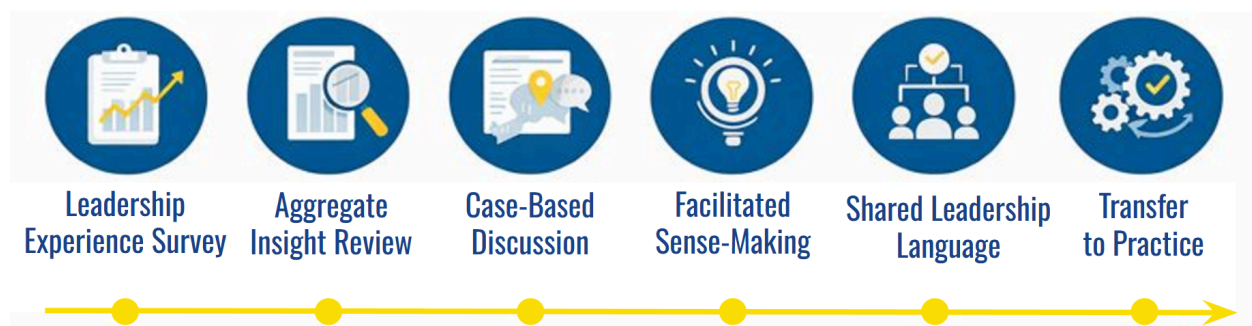 Leadership
Experience Survey
Aggregate
Insight Review
Case-Based
Discussion
Facilitated
Sense-Making
Shared Leadership
Language
Transfer
to Practice